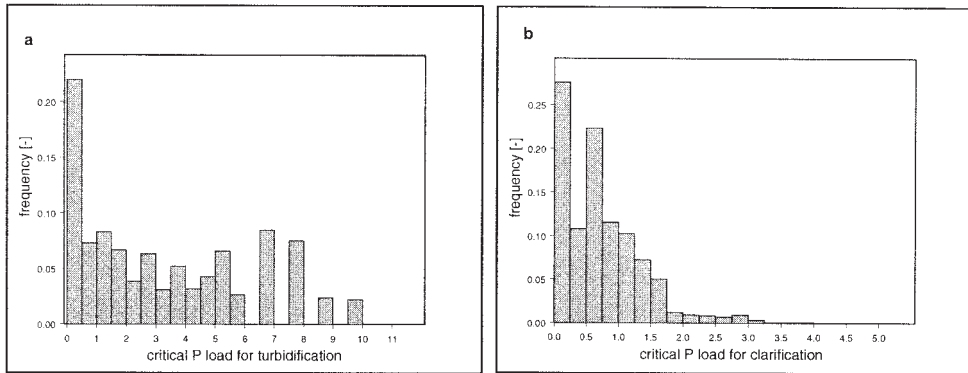 a
frequency [-]
0.20
0.15
0.10
0.05
0.00
0 1 2 3 4 5 6 7 8 9 10 11
critical P load for turbidification
b
frequency [-]
0.25
0.20
0.15
0.10
0.05
0.00
0.0 0.5 1.0 1.5 2.0 2.5 3.0 3.5 4.0 5.0
critical P load for clarification